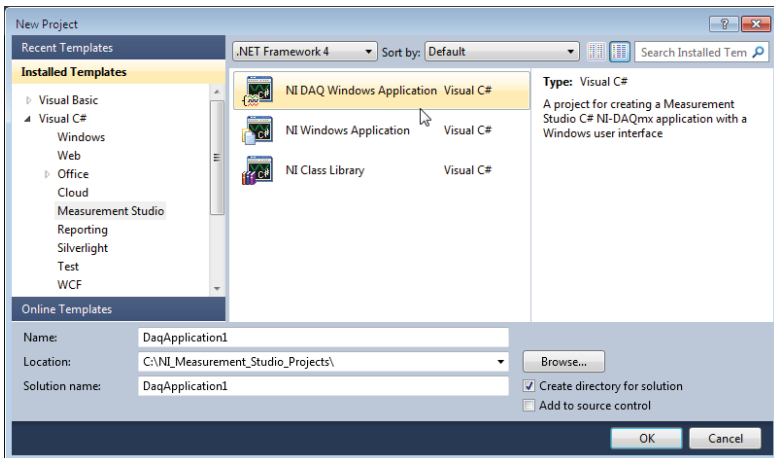 New Project
Recent Templates
.NET Framework 4 Sort by: Default Search Installed Tem
Installed Templates
Visual Basic
Visual C#
Windows
Web
Office
Cloud
Measurement Studio
Reporting
Silverlight
Test
WCF
Online Templates
NI DAQ Windows Application Visual C#
NI Windows Application Visual C#
NI Class Library Visual C#
Type: Visual C#
A project for creating a Measurement
Studio C# NI-DAQmx application with a
Windows user interface
Name: DaqApplication1
Location: C:\NI_Measurement_Studio_Projects\ Browse...
Solution name: DaqApplication1
Create directory for solution
Add to source control
OK Cancel